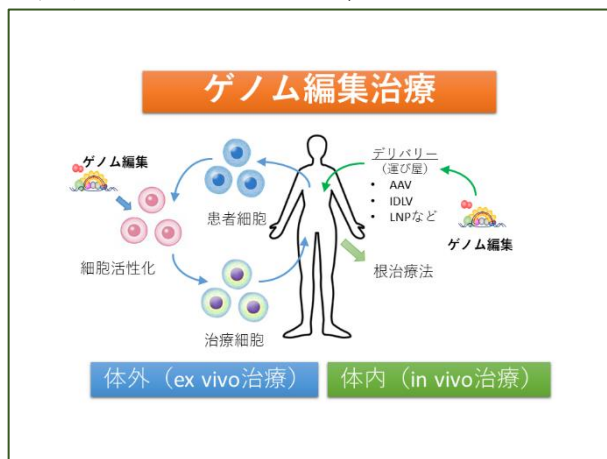 ゲノム編集治療
ゲノム編集
患者細胞
細胞活性化
治療細胞
デリバリー
（運び屋）
• AAV
• IDLV
• LNPなど
ゲノム編集
根治療法
体外（ex vivo治療）
体内（in vivo治療）